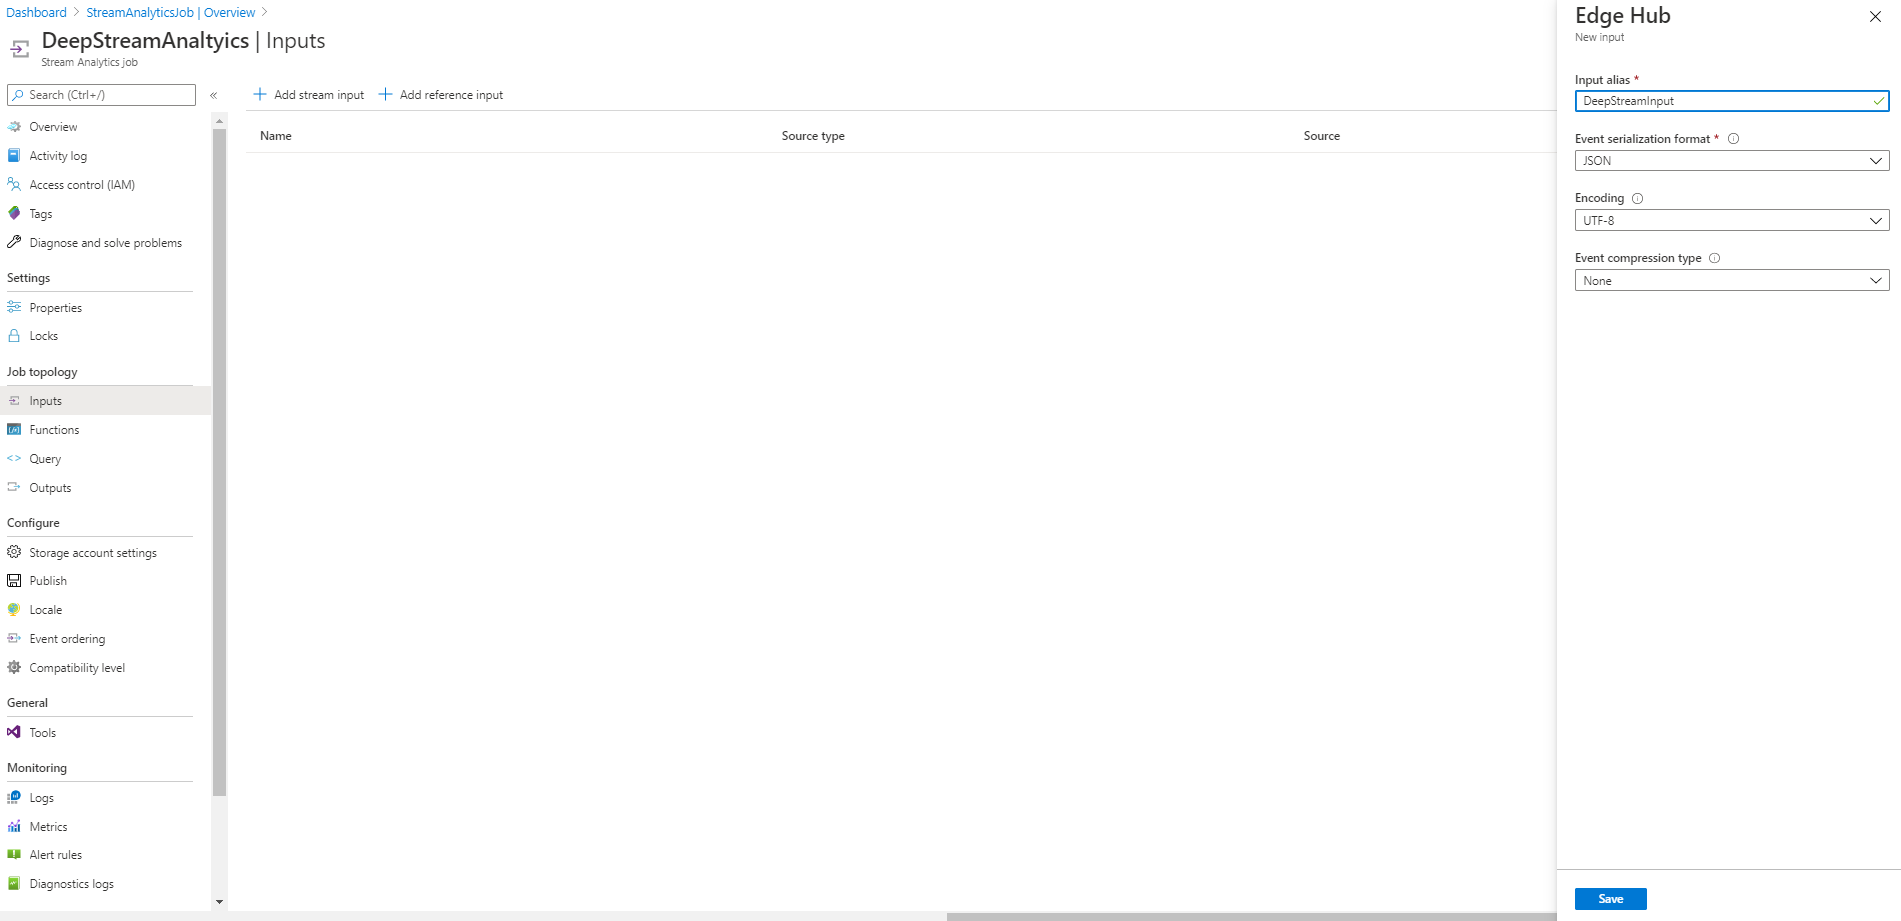 Dashboard > StreamAnalyticsJob | Overview >
DeepStreamAnaltyics | Inputs
Stream Analytics job
Search (Ctrl+/)
«
Overview
Activity log
Access control (IAM)
Tags
Diagnose and solve problems
Settings
Properties
Locks
Job topology
Inputs
Functions
Query
Outputs
Configure
Storage account settings
Publish
Locale
Event ordering
Compatibility level
General
Tools
Monitoring
Logs
Metrics
Alert rules
Diagnostics logs
+ Add stream input + Add reference input
Name Source type Source
Edge Hub
New input
Input alias *
DeepStreamInput
Event serialization format *
JSON
Encoding
UTF-8
Event compression type
None
Save